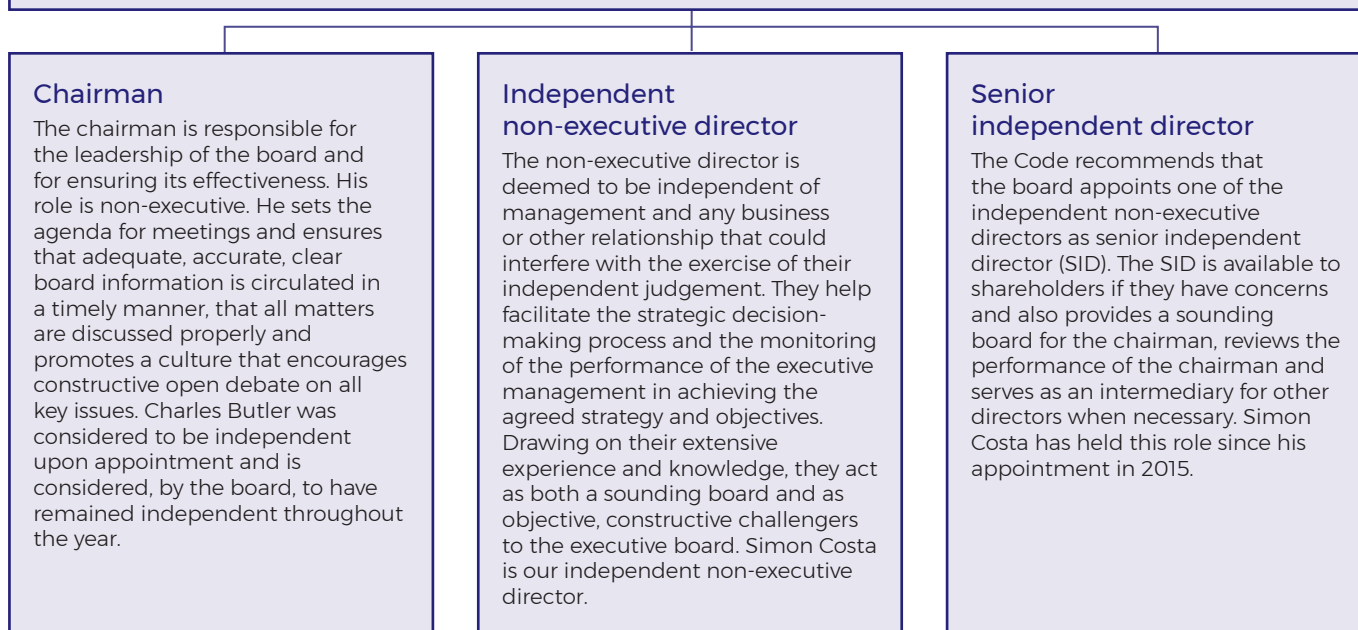 Chairman
The chairman is responsible for
the leadership of the board and
for ensuring its effectiveness. His
role is non-executive. He sets the
agenda for meetings and ensures
that adequate, accurate, clear
board information is circulated in
a timely manner, that all matters
are discussed properly and
promotes a culture that encourages
constructive open debate on all
key issues. Charles Butler was
considered to be independent
upon appointment and is
considered, by the board, to have
remained independent throughout
the year.
Independent
non-executive director
The non-executive director is
deemed to be independent of
management and any business
or other relationship that could
interfere with the exercise of their
independent judgement. They help
facilitate the strategic decision-
making process and the monitoring
of the performance of the executive
management in achieving the
agreed strategy and objectives.
Drawing on their extensive
experience and knowledge, they act
as both a sounding board and as
objective, constructive challengers
to the executive board. Simon Costa
is our independent non-executive
director.
Senior
independent director
The Code recommends that
the board appoints one of the
independent non-executive
directors as senior independent
director (SID). The SID is available to
shareholders if they have concerns
and also provides a sounding
board for the chairman, reviews the
performance of the chairman and
serves as an intermediary for other
directors when necessary. Simon
Costa has held this role since his
appointment in 2015.